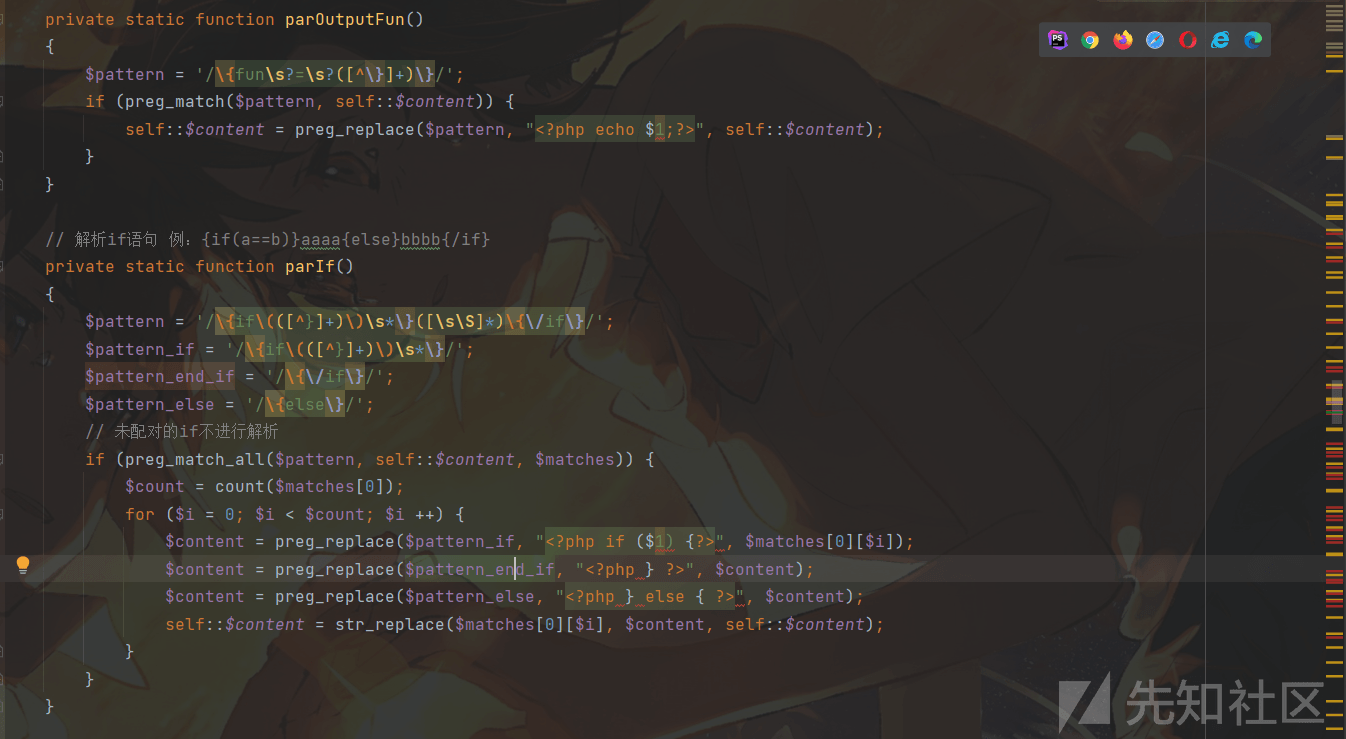 private static function parOutputFun()
{
    $pattern = '/\{fun\s?=\s?([^\}]+)\}/';
    if (preg_match($pattern, self::$content)) {
        self::$content = preg_replace($pattern, "<?php echo $1;?>", self::$content);
    }
}
// 解析if语句 例：{if(a==b)}aaaa{else}bbbb{/if}
private static function parIf()
{
    $pattern = '/\{if\(([^}]+)\)\s*\}([\s\S]*)\{\/if\}/';
    $pattern_if = '/\{if\(([^}]+)\)\s*\}/';
    $pattern_end_if = '/\{\/if\}/';
    $pattern_else = '/\{else\}/';
    // 未配对的if不进行解析
    if (preg_match_all($pattern, self::$content, $matches)) {
        $count = count($matches[0]);
        for ($i = 0; $i < $count; $i ++) {
            $content = preg_replace($pattern_if, "<?php if ($1) {?>", $matches[0][$i]);
            $content = preg_replace($pattern_end_if, "<?php } ?>", $content);
            $content = preg_replace($pattern_else, "<?php } else { ?>", $content);
            self::$content = str_replace($matches[0][$i], $content, self::$content);
        }
    }
}
PS
先知社区